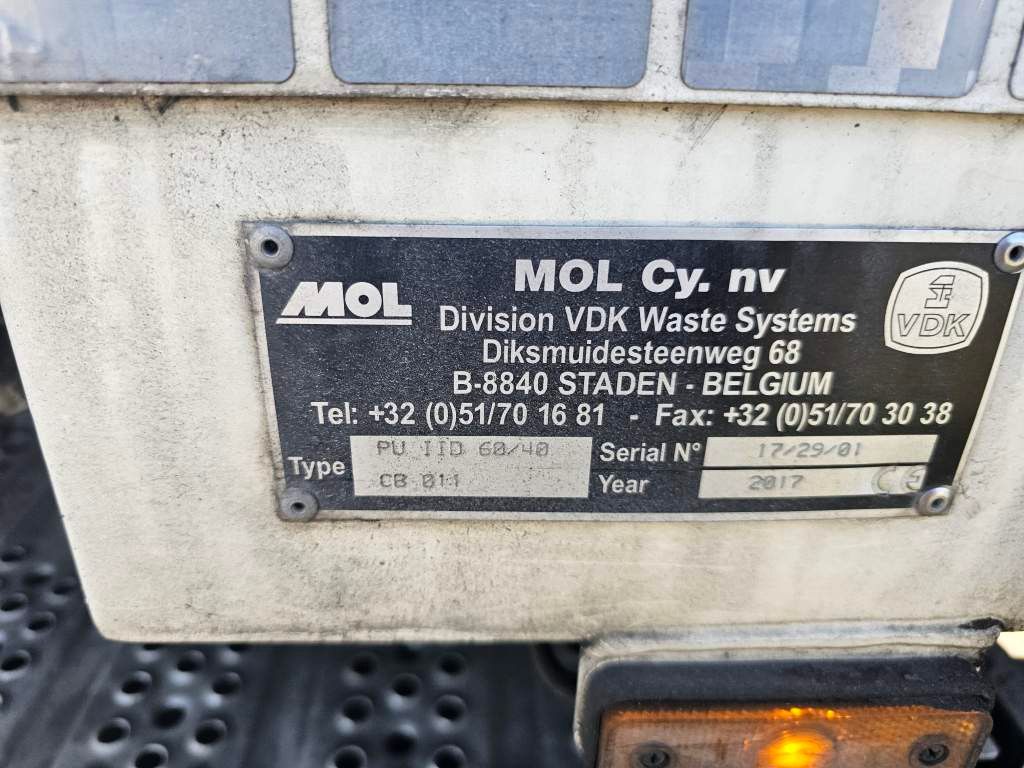 MOL
MOL Cy. nv
VDK
Division VDK Waste Systems
Diksmuidesteenweg 68
B-8840 STADEN - BELGIUM
Tel: +32 (0)51/70 16 81 - Fax: +32 (0)51/70 30 38
Type PU IID 60/40
CB 011
Serial N° 17/29/01
Year 2017 CE